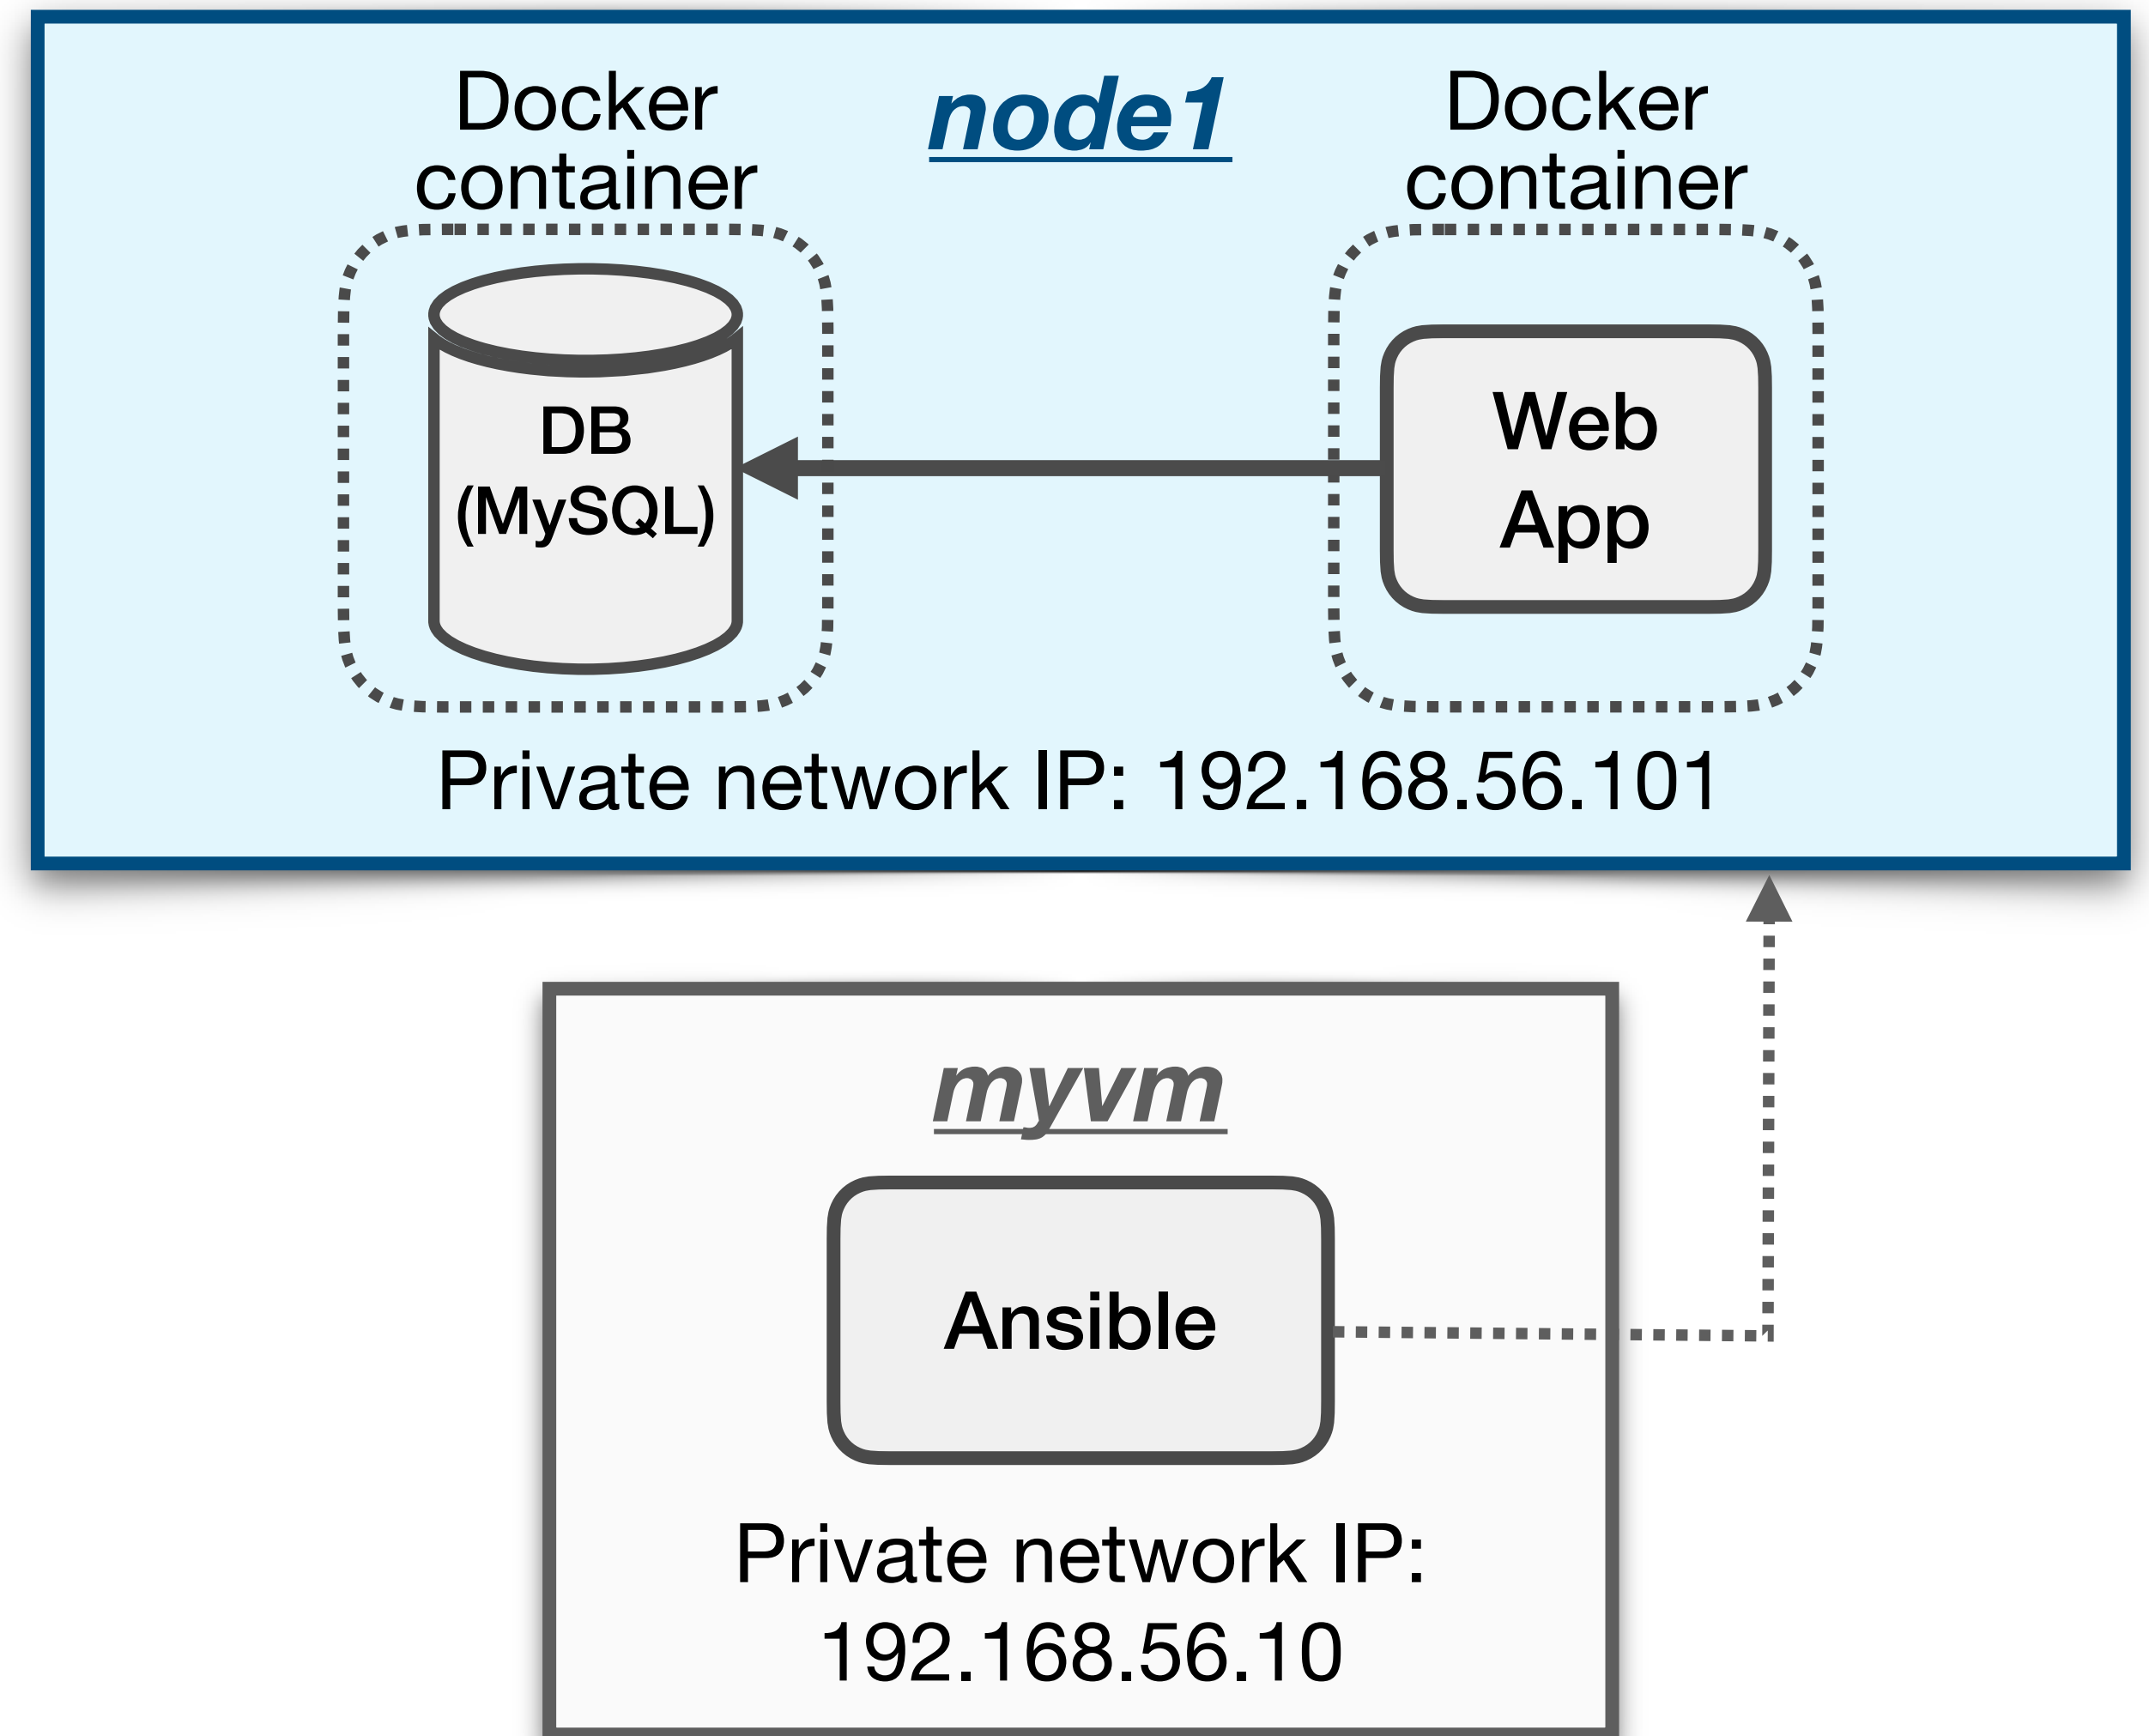 node1
Docker
container
Docker
container
DB
(MySQL)
Web
App
Private network IP: 192.168.56.101
myvm
Ansible
Private network IP:
192.168.56.10